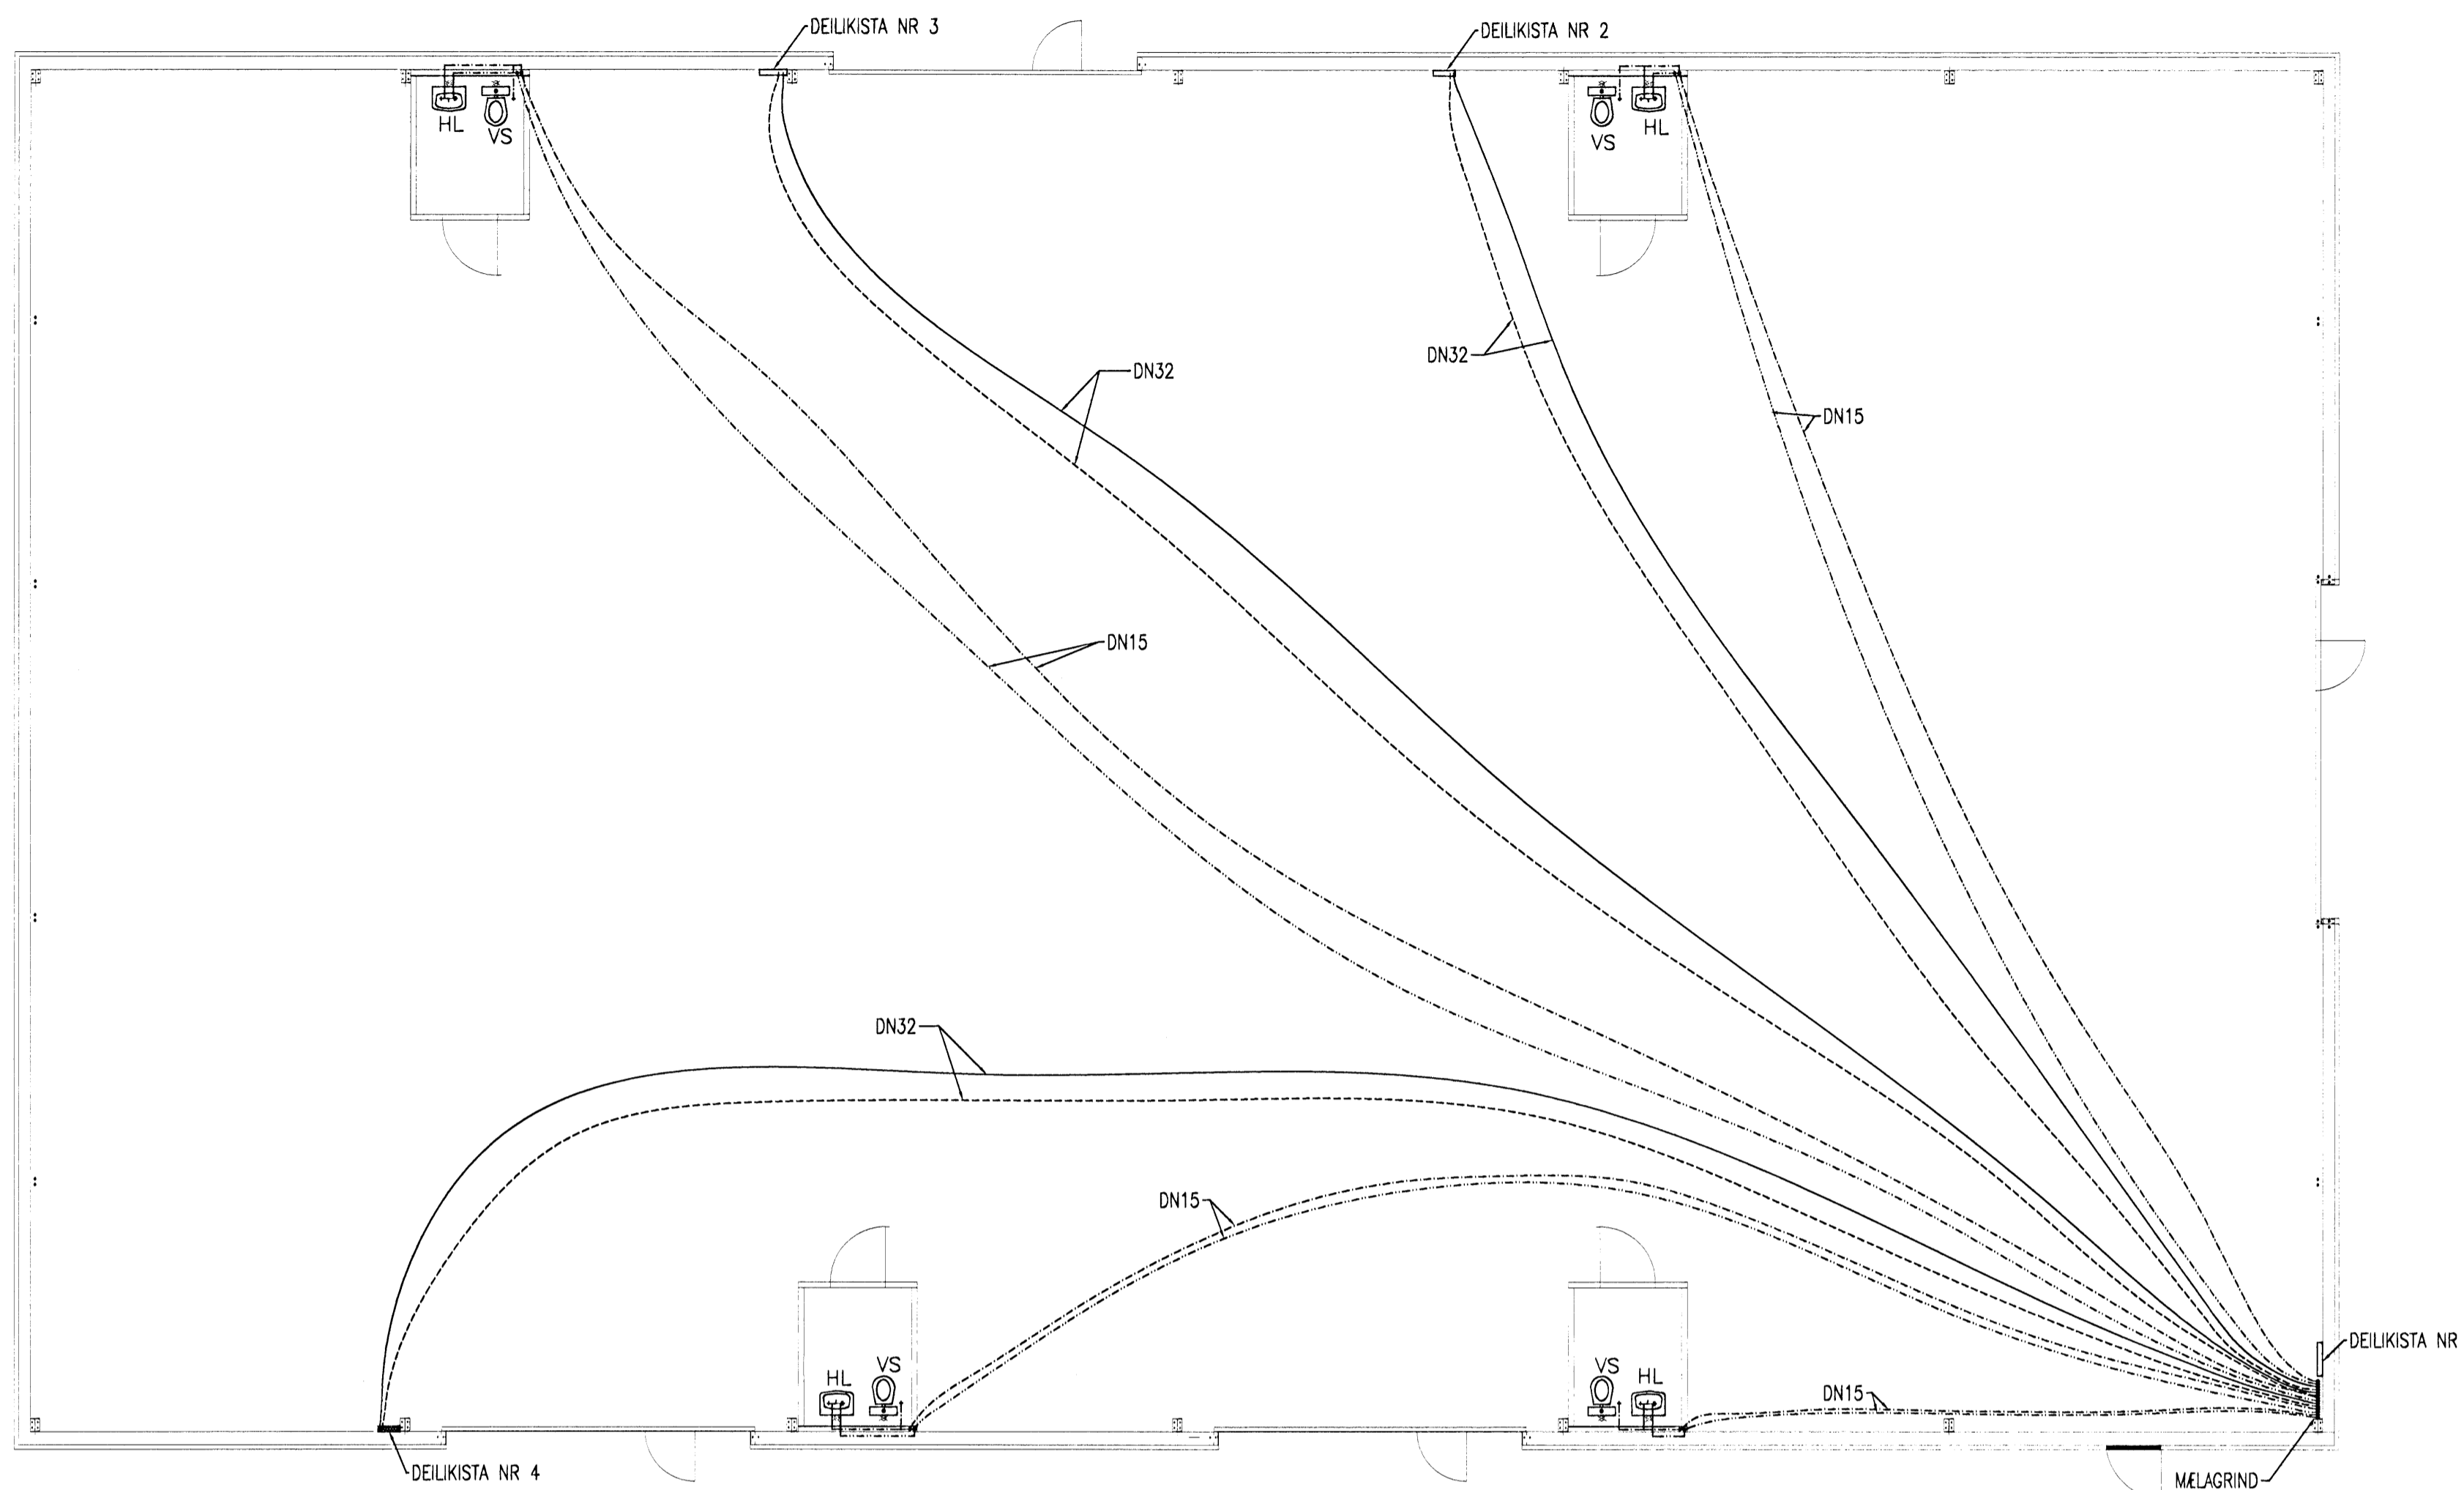 DEILIKISTA NR 3
DEILIKISTA NR 2
HL
VS
VS
HL
DN32
DN32
DN15
DN15
DN32
DN15
DEILIKISTA NR
VS
HL
VS
HL
DN15
DEILIKISTA NR 4
MÆLAGRIND